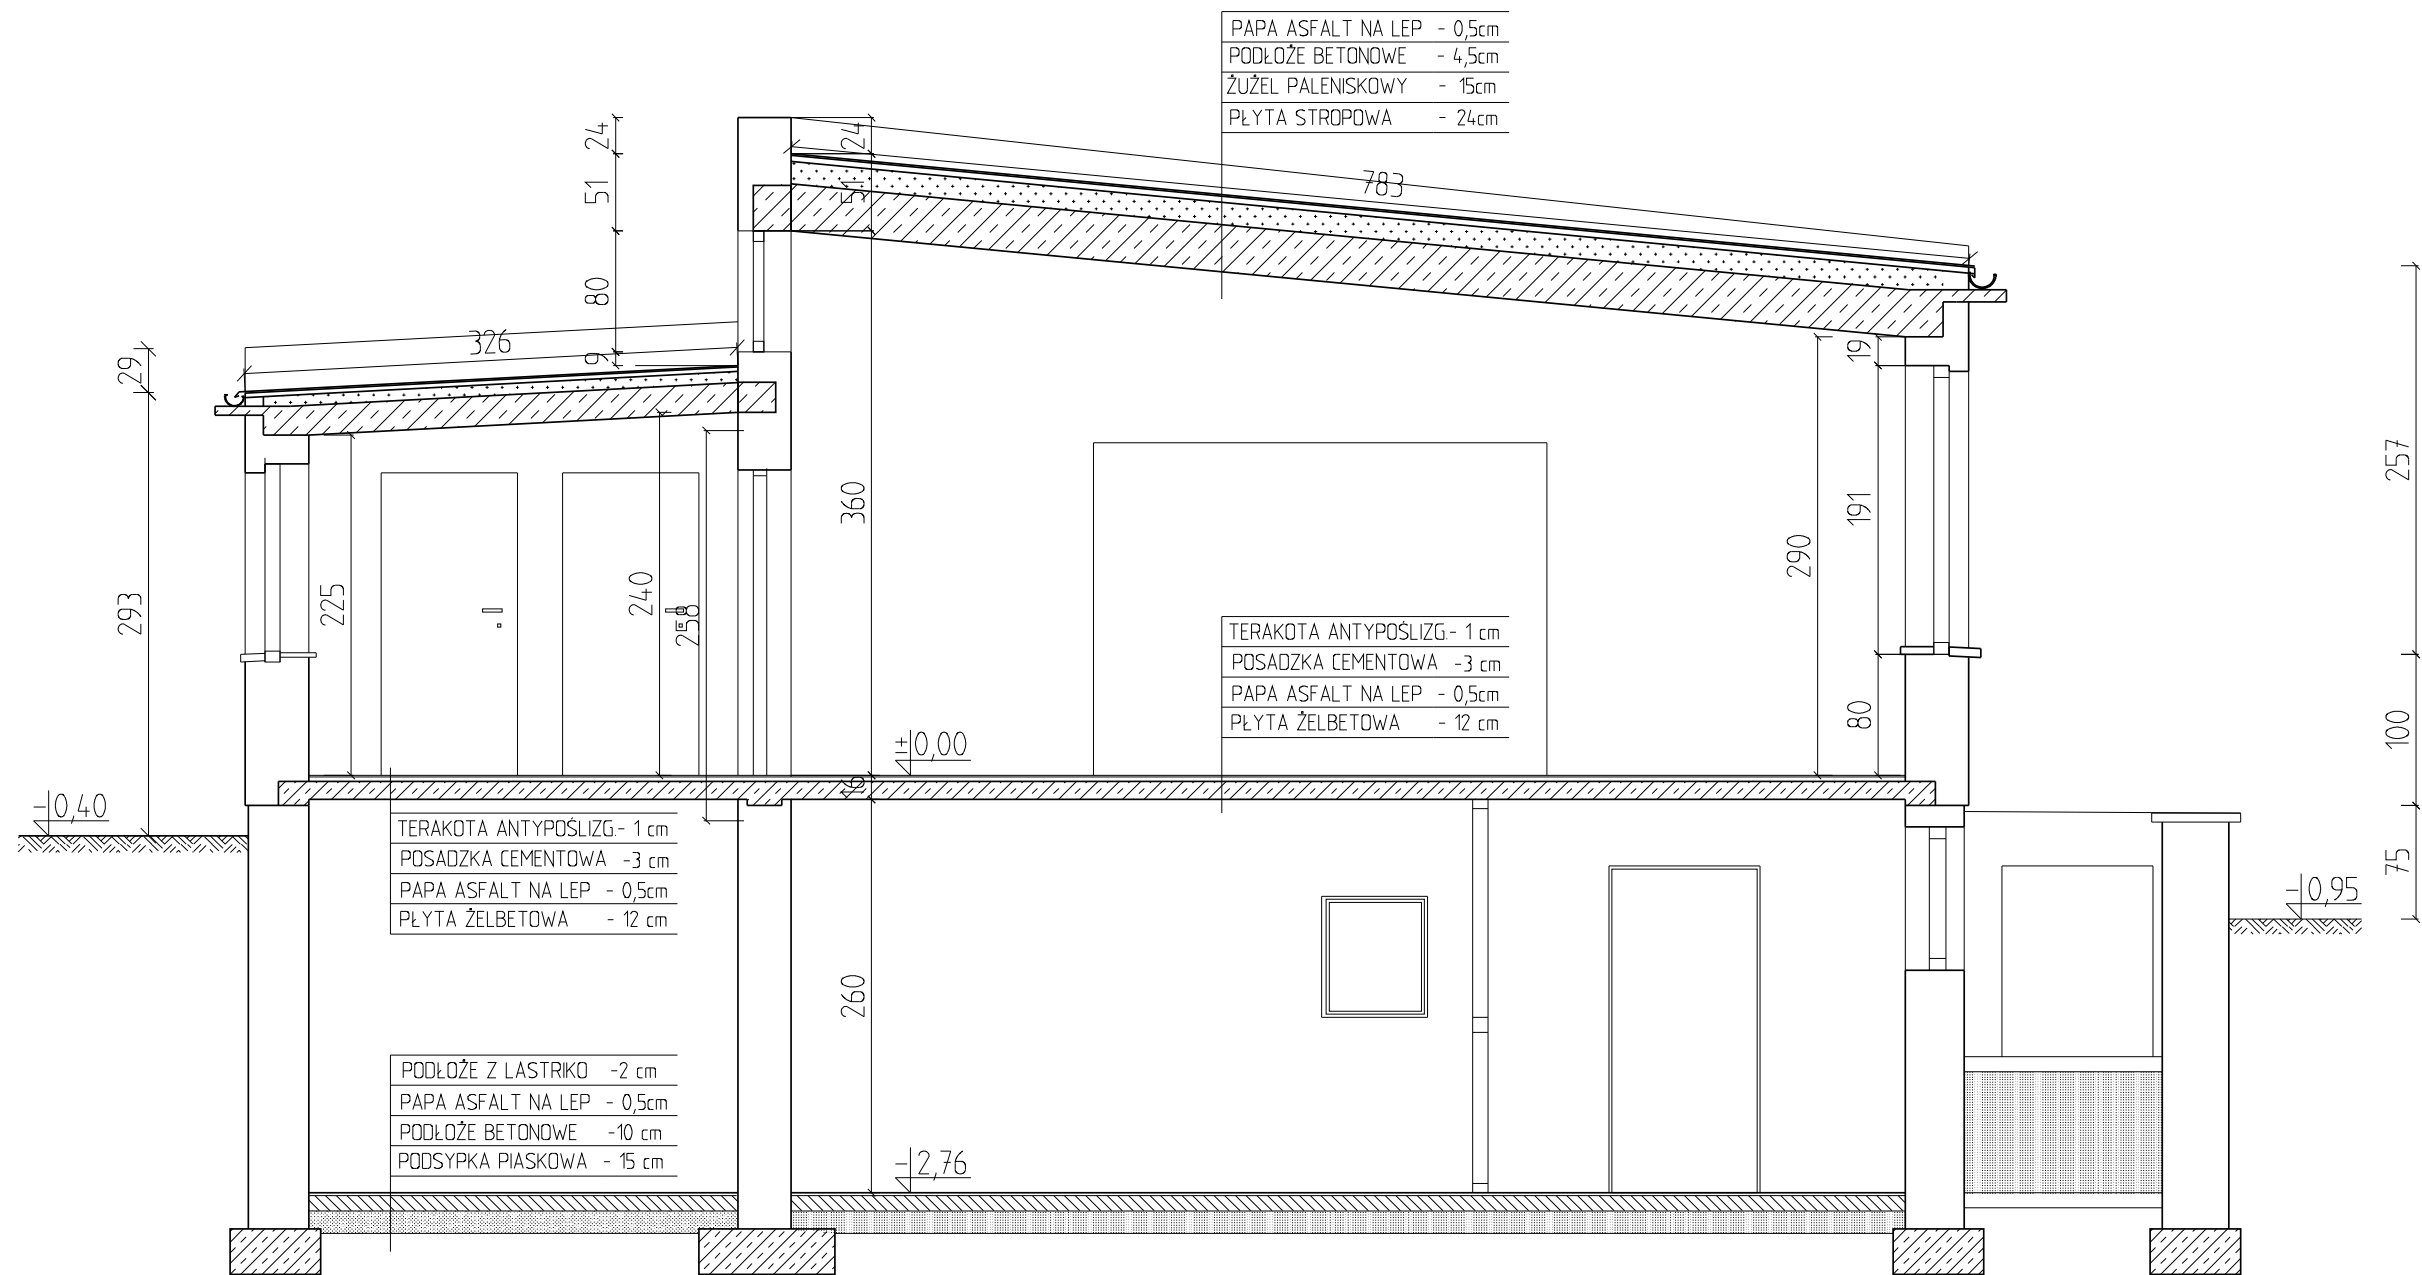 PAPA ASFALT NA LEP - 0,5cm
PODŁOŻE BETONOWE - 4,5cm
ŻUŻEL PALENISKOWY - 15cm
PŁYTA STROPOWA - 24cm
24
51
80
9
24
51
783
326
29
293
225
240
258
360
16
260
290
19
191
80
257
100
75
TERAKOTA ANTYPOŚLIZG.- 1 cm
POSADZKA CEMENTOWA -3 cm
PAPA ASFALT NA LEP - 0,5cm
PŁYTA ŻELBETOWA - 12 cm
±0,00
-0,40
-0,95
TERAKOTA ANTYPOŚLIZG.- 1 cm
POSADZKA CEMENTOWA -3 cm
PAPA ASFALT NA LEP - 0,5cm
PŁYTA ŻELBETOWA - 12 cm
PODŁOŻE Z LASTRIKO -2 cm
PAPA ASFALT NA LEP - 0,5cm
PODŁOŻE BETONOWE -10 cm
PODSYPKA PIASKOWA - 15 cm
-2,76